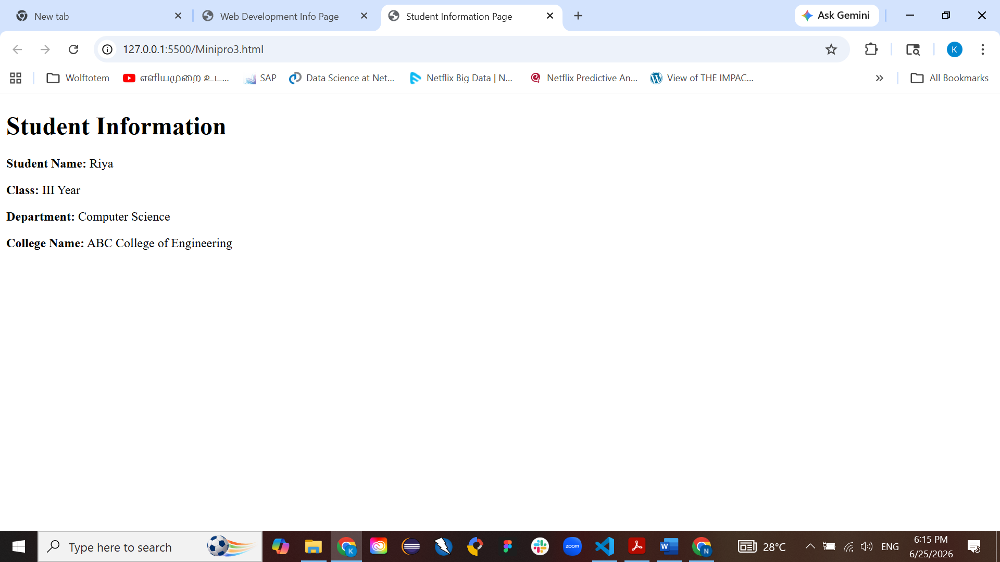 New tab
Web Development Info Page
Student Information Page
Ask Gemini
127.0.0.1:5500/Minipro3.html
K
Wolftotem
எளியமுறை உட...
SAP
Data Science at Net...
Netflix Big Data | N...
Netflix Predictive An...
View of THE IMPAC...
All Bookmarks
Student Information
Student Name: Riya
Class: III Year
Department: Computer Science
College Name: ABC College of Engineering
Type here to search
K
zoom
W
N
28°C
ENG
6:15 PM
6/25/2026